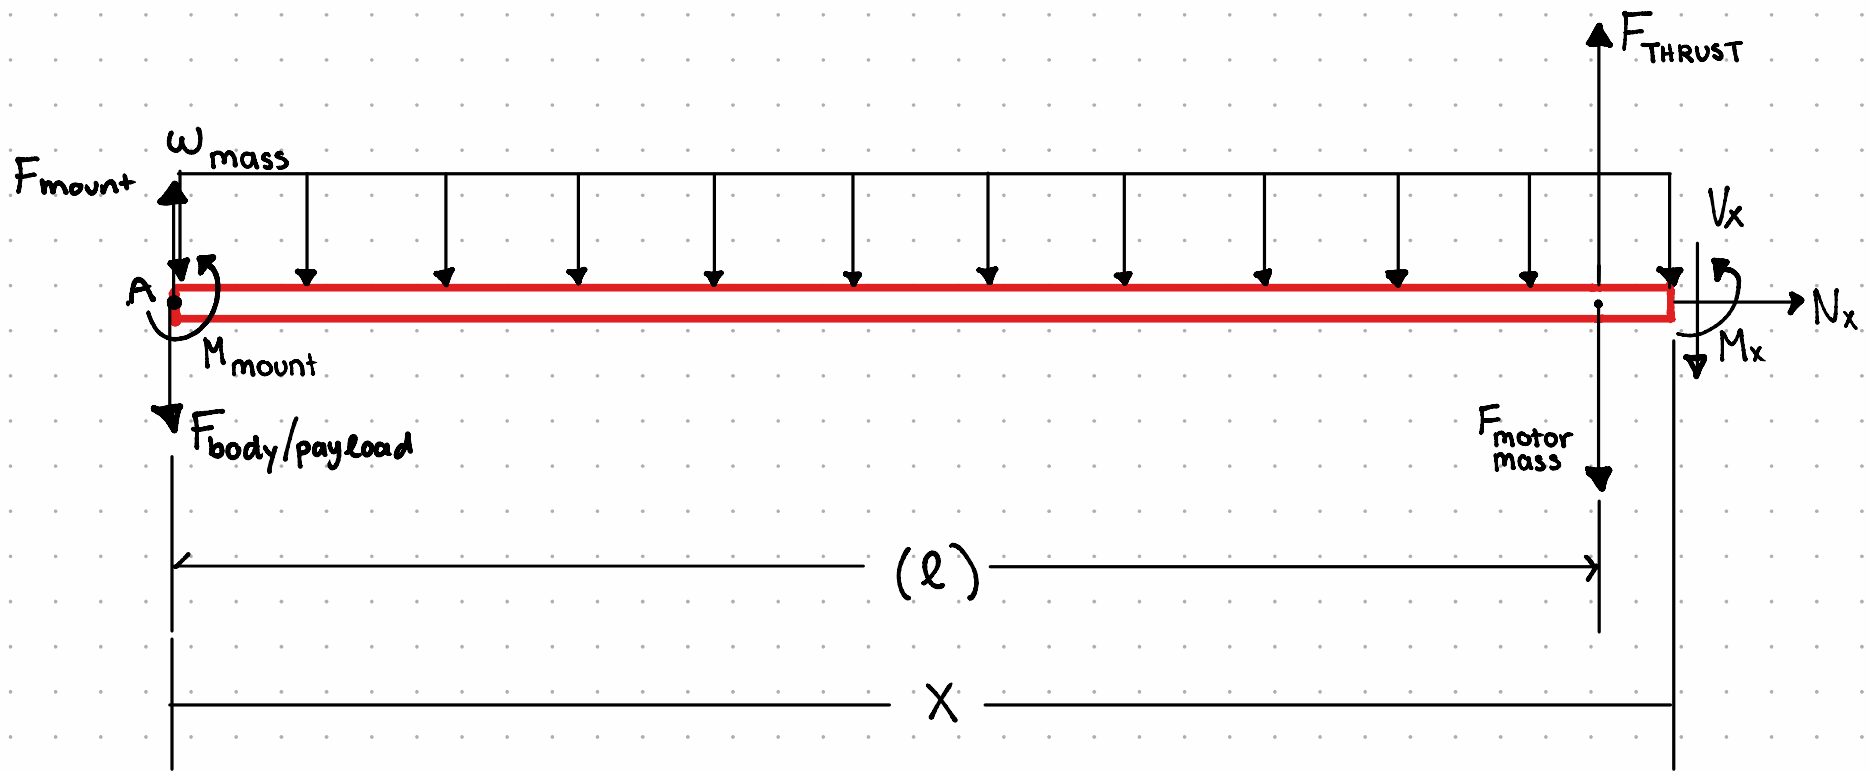 F_THRUST
ω_mass
F_mount
V_x
A
N_x
M_mount
M_x
F_body/payload
F_motor
mass
(l)
X